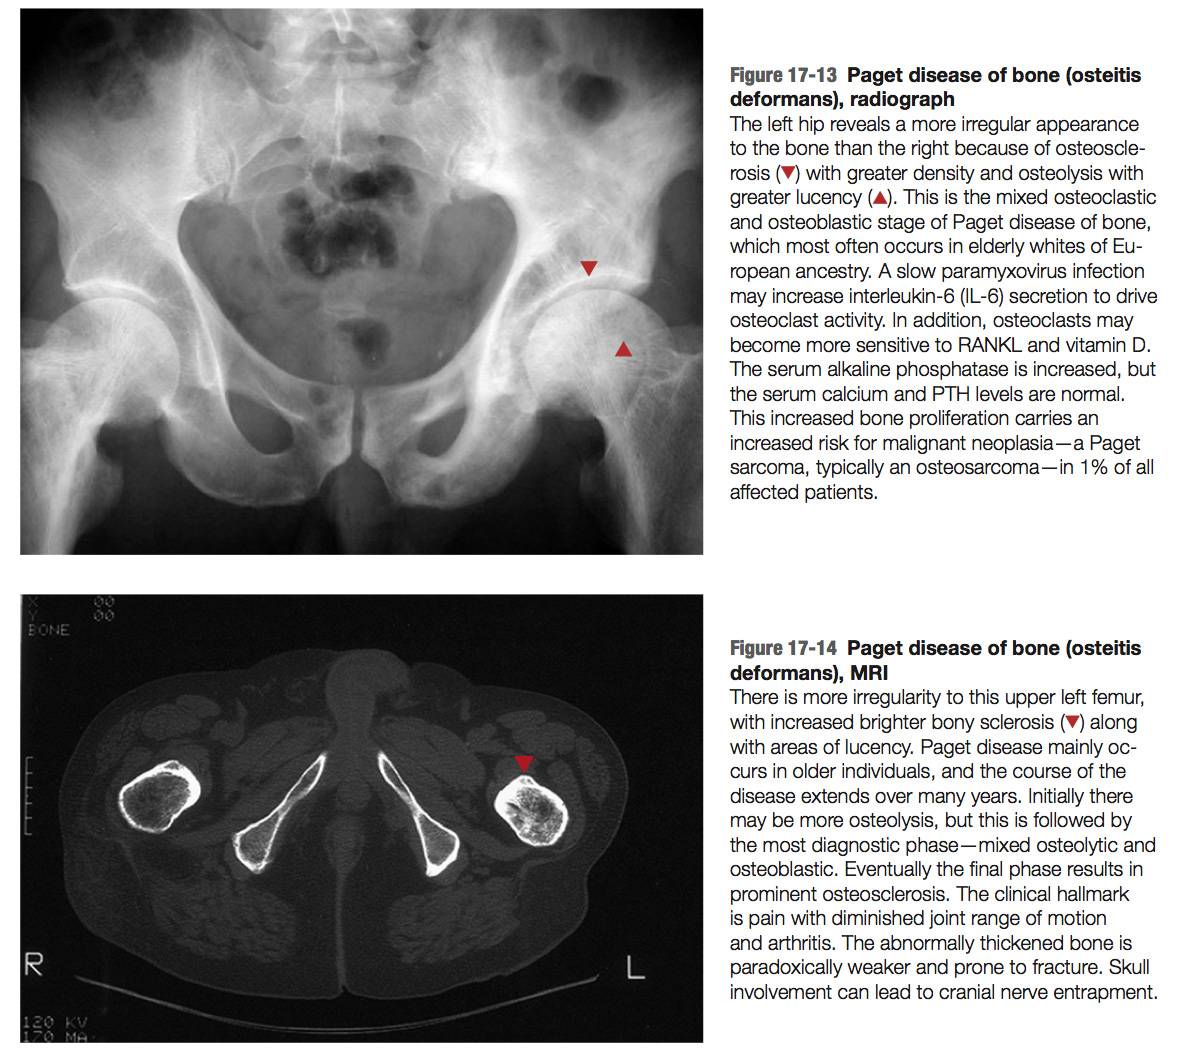 Figure 17-13 Paget disease of bone (osteitis
deformans), radiograph
The left hip reveals a more irregular appearance
to the bone than the right because of osteoscle-
rosis (▼) with greater density and osteolysis with
greater lucency (▲). This is the mixed osteoclastic
and osteoblastic stage of Paget disease of bone,
which most often occurs in elderly whites of Eu-
ropean ancestry. A slow paramyxovirus infection
may increase interleukin-6 (IL-6) secretion to drive
osteoclast activity. In addition, osteoclasts may
become more sensitive to RANKL and vitamin D.
The serum alkaline phosphatase is increased, but
the serum calcium and PTH levels are normal.
This increased bone proliferation carries an
increased risk for malignant neoplasia—a Paget
sarcoma, typically an osteosarcoma—in 1% of all
affected patients.
X 00
Y 00
BONE
R
L
120 KV
170 MA
Figure 17-14 Paget disease of bone (osteitis
deformans), MRI
There is more irregularity to this upper left femur,
with increased brighter bony sclerosis (▼) along
with areas of lucency. Paget disease mainly oc-
curs in older individuals, and the course of the
disease extends over many years. Initially there
may be more osteolysis, but this is followed by
the most diagnostic phase—mixed osteolytic and
osteoblastic. Eventually the final phase results in
prominent osteosclerosis. The clinical hallmark
is pain with diminished joint range of motion
and arthritis. The abnormally thickened bone is
paradoxically weaker and prone to fracture. Skull
involvement can lead to cranial nerve entrapment.